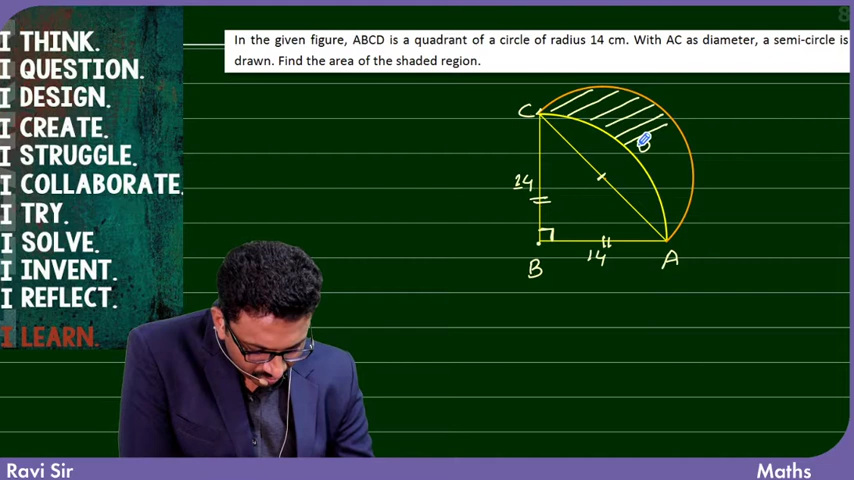 I THINK.
I QUESTION.
I DESIGN.
I CREATE.
I STRUGGLE.
I COLLABORATE.
I TRY.
I SOLVE.
I INVENT.
I REFLECT.
I LEARN.
8
In the given figure, ABCD is a quadrant of a circle of radius 14 cm. With AC as diameter, a semi-circle is
drawn. Find the area of the shaded region.
C
14
14
B
A
Ravi Sir
Maths